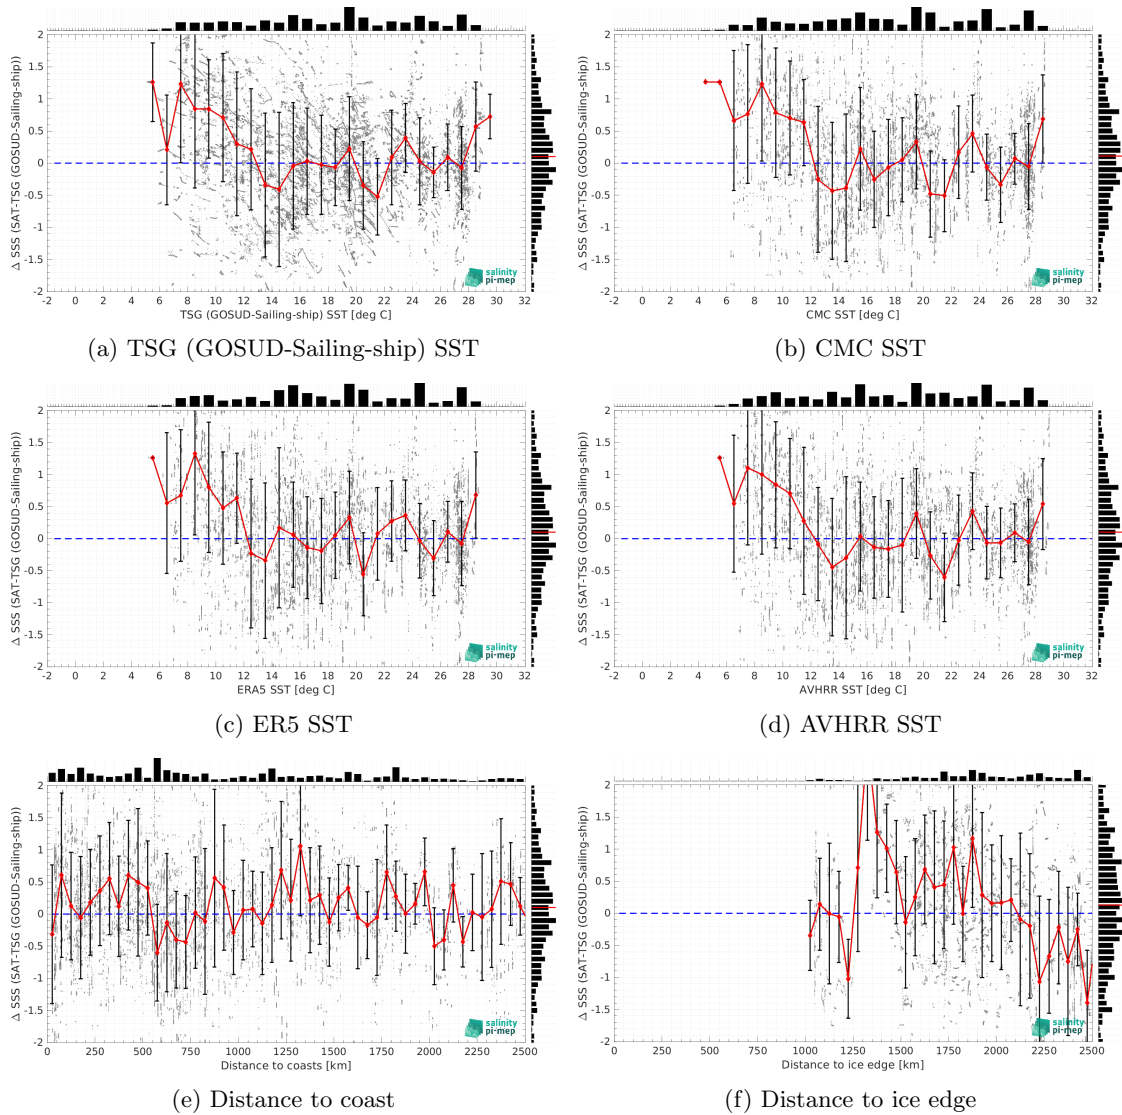 2
1.5
1
0.5
0
-0.5
-1
-1.5
-2
Δ SSS (SAT-TSG (GOSUD-Sailing-ship))
salinity
pi-mep
-2 0 2 4 6 8 10 12 14 16 18 20 22 24 26 28 30 32
TSG (GOSUD-Sailing-ship) SST [deg C]
(a) TSG (GOSUD-Sailing-ship) SST
2
1.5
1
0.5
0
-0.5
-1
-1.5
-2
Δ SSS (SAT-TSG (GOSUD-Sailing-ship))
salinity
pi-mep
-2 0 2 4 6 8 10 12 14 16 18 20 22 24 26 28 30 32
CMC SST [deg C]
(b) CMC SST
2
1.5
1
0.5
0
-0.5
-1
-1.5
-2
Δ SSS (SAT-TSG (GOSUD-Sailing-ship))
salinity
pi-mep
-2 0 2 4 6 8 10 12 14 16 18 20 22 24 26 28 30 32
ERA5 SST [deg C]
(c) ER5 SST
2
1.5
1
0.5
0
-0.5
-1
-1.5
-2
Δ SSS (SAT-TSG (GOSUD-Sailing-ship))
salinity
pi-mep
-2 0 2 4 6 8 10 12 14 16 18 20 22 24 26 28 30 32
AVHRR SST [deg C]
(d) AVHRR SST
2
1.5
1
0.5
0
-0.5
-1
-1.5
-2
Δ SSS (SAT-TSG (GOSUD-Sailing-ship))
salinity
pi-mep
0 250 500 750 1000 1250 1500 1750 2000 2250 2500
Distance to coasts [km]
(e) Distance to coast
2
1.5
1
0.5
0
-0.5
-1
-1.5
-2
Δ SSS (SAT-TSG (GOSUD-Sailing-ship))
salinity
pi-mep
0 250 500 750 1000 1250 1500 1750 2000 2250 2500
Distance to ice edge [km]
(f) Distance to ice edge